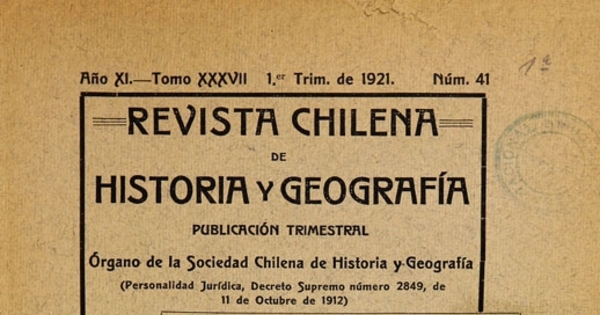 Año XI.—Tomo XXXVII 1.er Trim. de 1921. Núm. 41
1ª
REVISTA CHILENA
DE
HISTORIA Y GEOGRAFÍA
PUBLICACIÓN TRIMESTRAL
Órgano de la Sociedad Chilena de Historia y Geografía
(Personalidad Jurídica, Decreto Supremo número 2849, de
11 de Octubre de 1912)